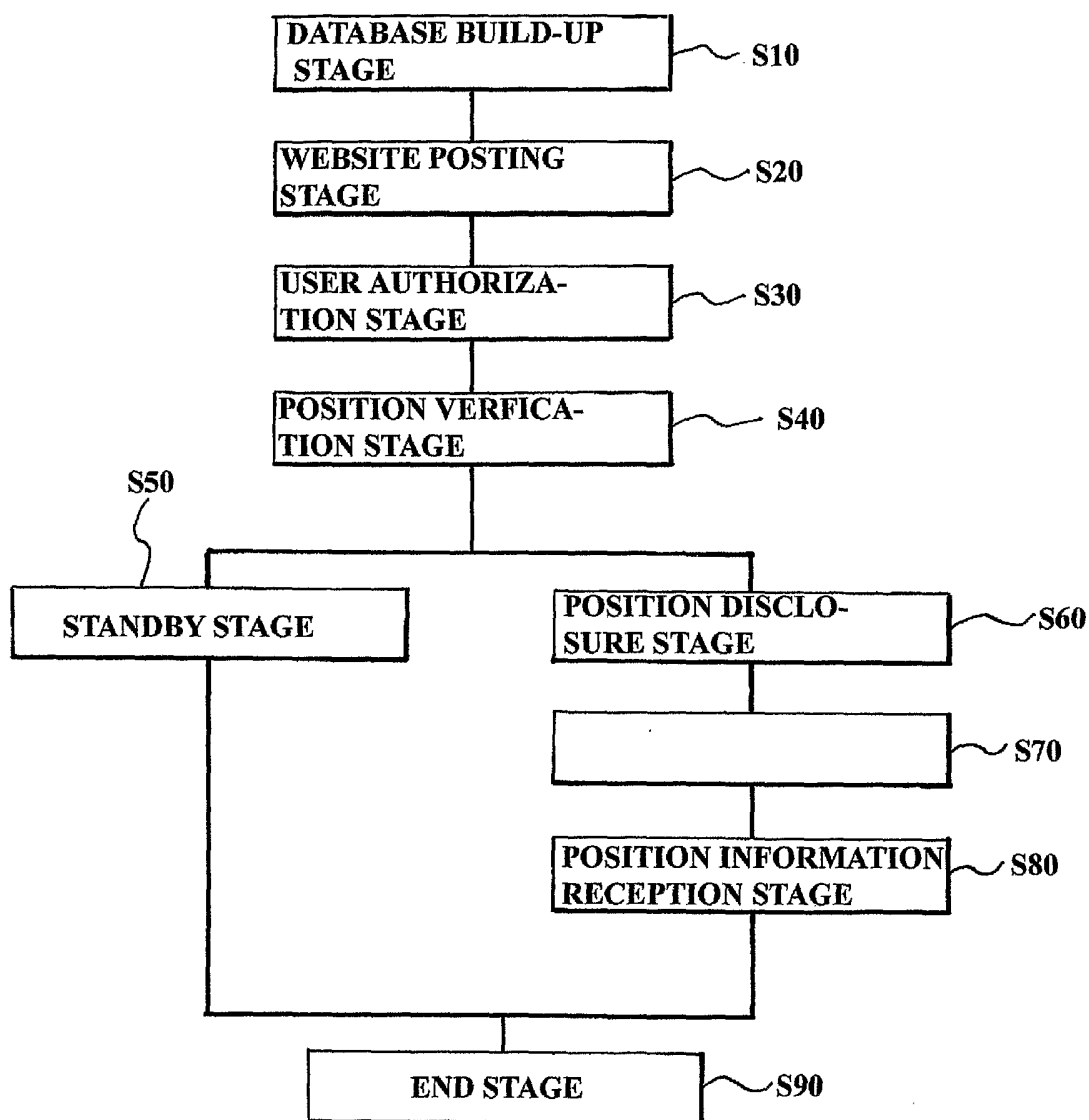 DATABASE BUILD-UP
STAGE
S10
WEBSITE POSTING
STAGE
S20
USER AUTHORIZA-
TION STAGE
S30
POSITION VERFICA-
TION STAGE
S40
S50
STANDBY STAGE
POSITION DISCLO-
SURE STAGE
S60
S70
POSITION INFORMATION
RECEPTION STAGE
S80
END STAGE
S90